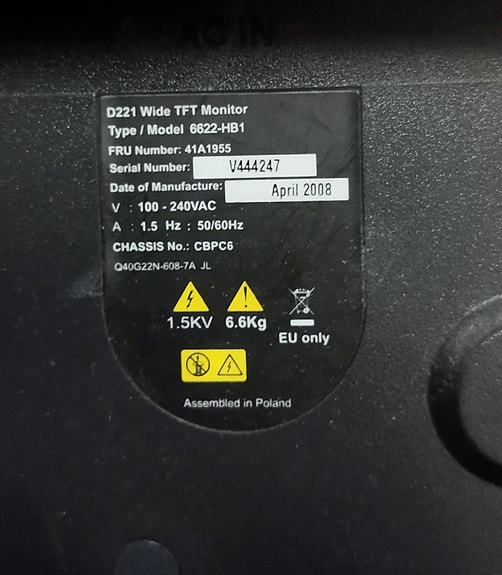 AC IN
D221 Wide TFT Monitor
Type / Model 6622-HB1
FRU Number: 41A1955
Serial Number: V444247
Date of Manufacture: April 2008
V : 100 - 240VAC
A : 1.5 Hz : 50/60Hz
CHASSIS No.: CBPC6
Q40G22N-608-7A JL
1.5KV 6.6Kg
EU only
Assembled in Poland